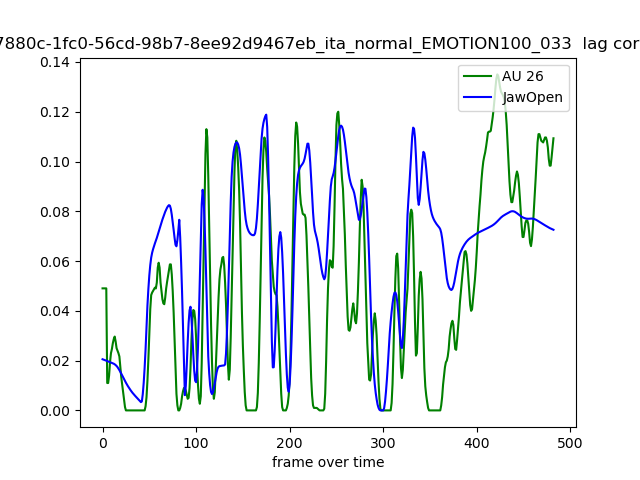 7880c-1fc0-56cd-98b7-8ee92d9467eb_ita_normal_EMOTION100_033 lag cor
AU 26
JawOpen
0.14
0.12
0.10
0.08
0.06
0.04
0.02
0.00
0 100 200 300 400 500
frame over time